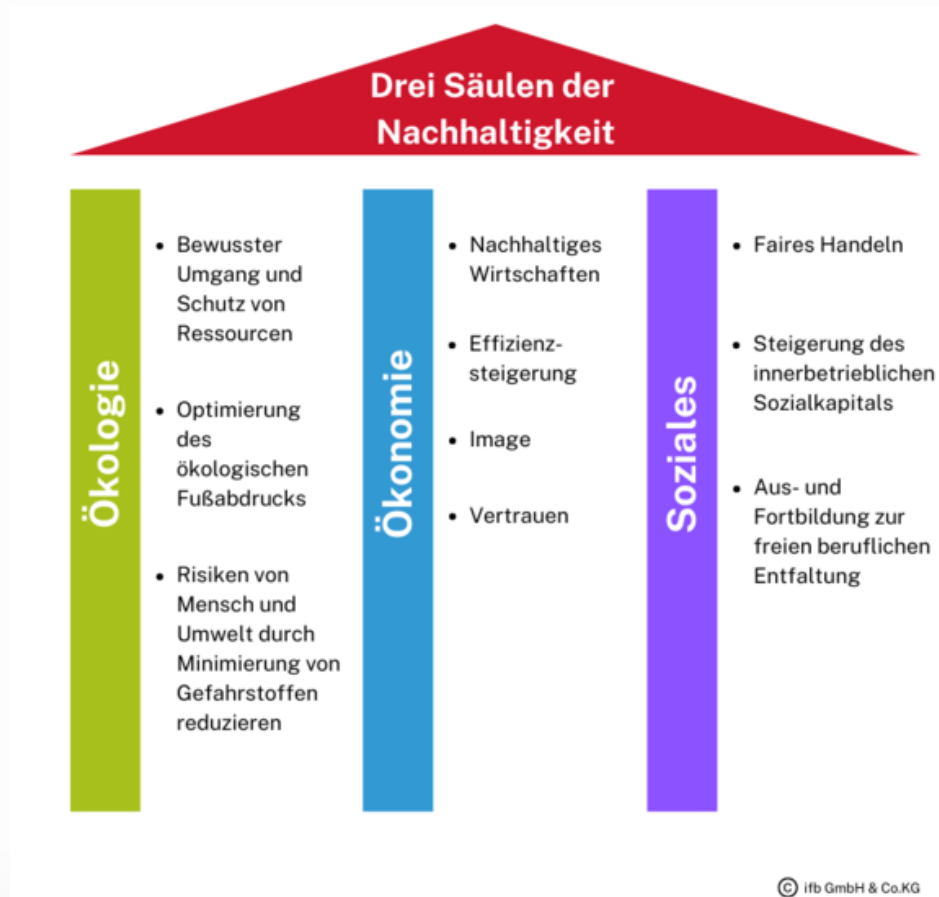 Drei Säulen der
Nachhaltigkeit
Ökologie
• Bewusster
Umgang und
Schutz von
Ressourcen
• Optimierung
des
ökologischen
Fußabdrucks
• Risiken von
Mensch und
Umwelt durch
Minimierung von
Gefahrstoffen
reduzieren
Ökonomie
• Nachhaltiges
Wirtschaften
• Effizienz-
steigerung
• Image
• Vertrauen
Soziales
• Faires Handeln
• Steigerung des
innerbetrieblichen
Sozialkapitals
• Aus- und
Fortbildung zur
freien beruflichen
Entfaltung
© ifb GmbH & Co.KG